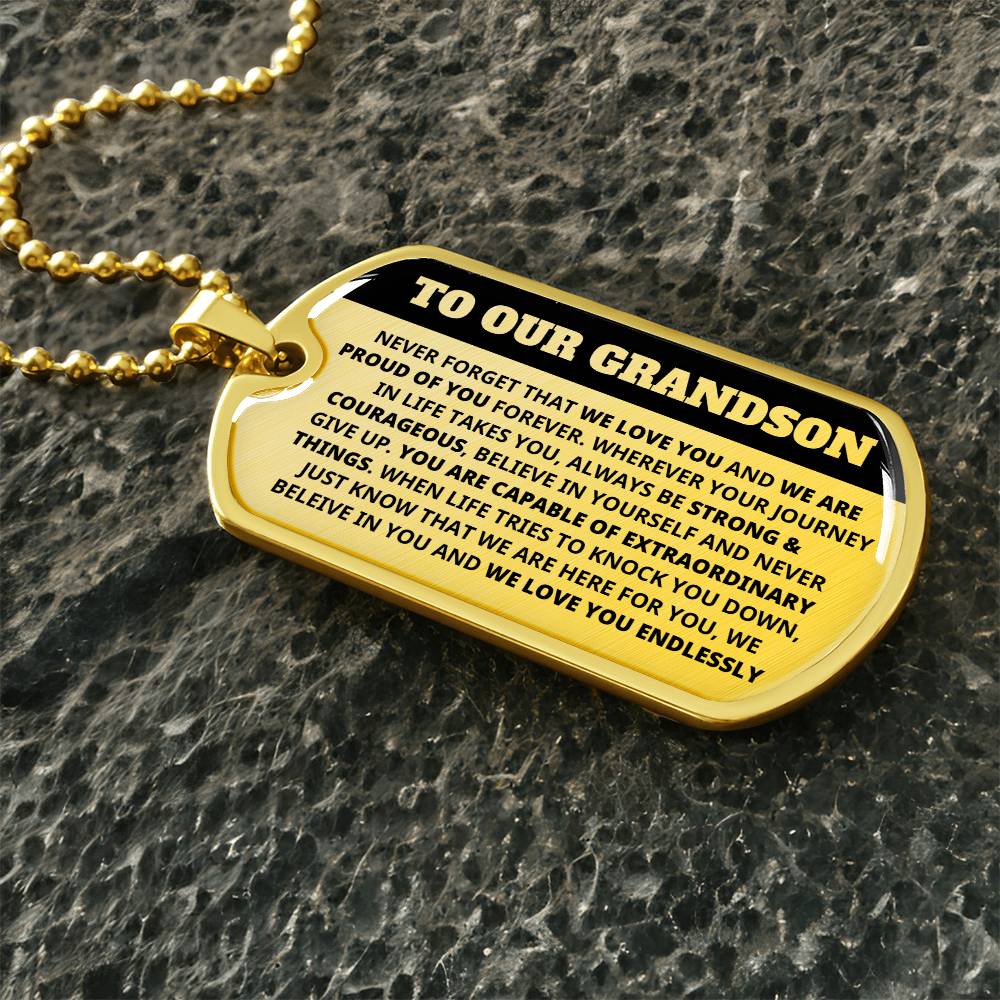 TO OUR GRANDSON
NEVER FORGET THAT WE LOVE YOU AND WE ARE
PROUD OF YOU FOREVER. WHEREVER YOUR JOURNEY
IN LIFE TAKES YOU, ALWAYS BE STRONG &
COURAGEOUS, BELIEVE IN YOURSELF AND NEVER
GIVE UP. YOU ARE CAPABLE OF EXTRAORDINARY
THINGS. WHEN LIFE TRIES TO KNOCK YOU DOWN,
JUST KNOW THAT WE ARE HERE FOR YOU, WE
BELEIVE IN YOU AND WE LOVE YOU ENDLESSLY